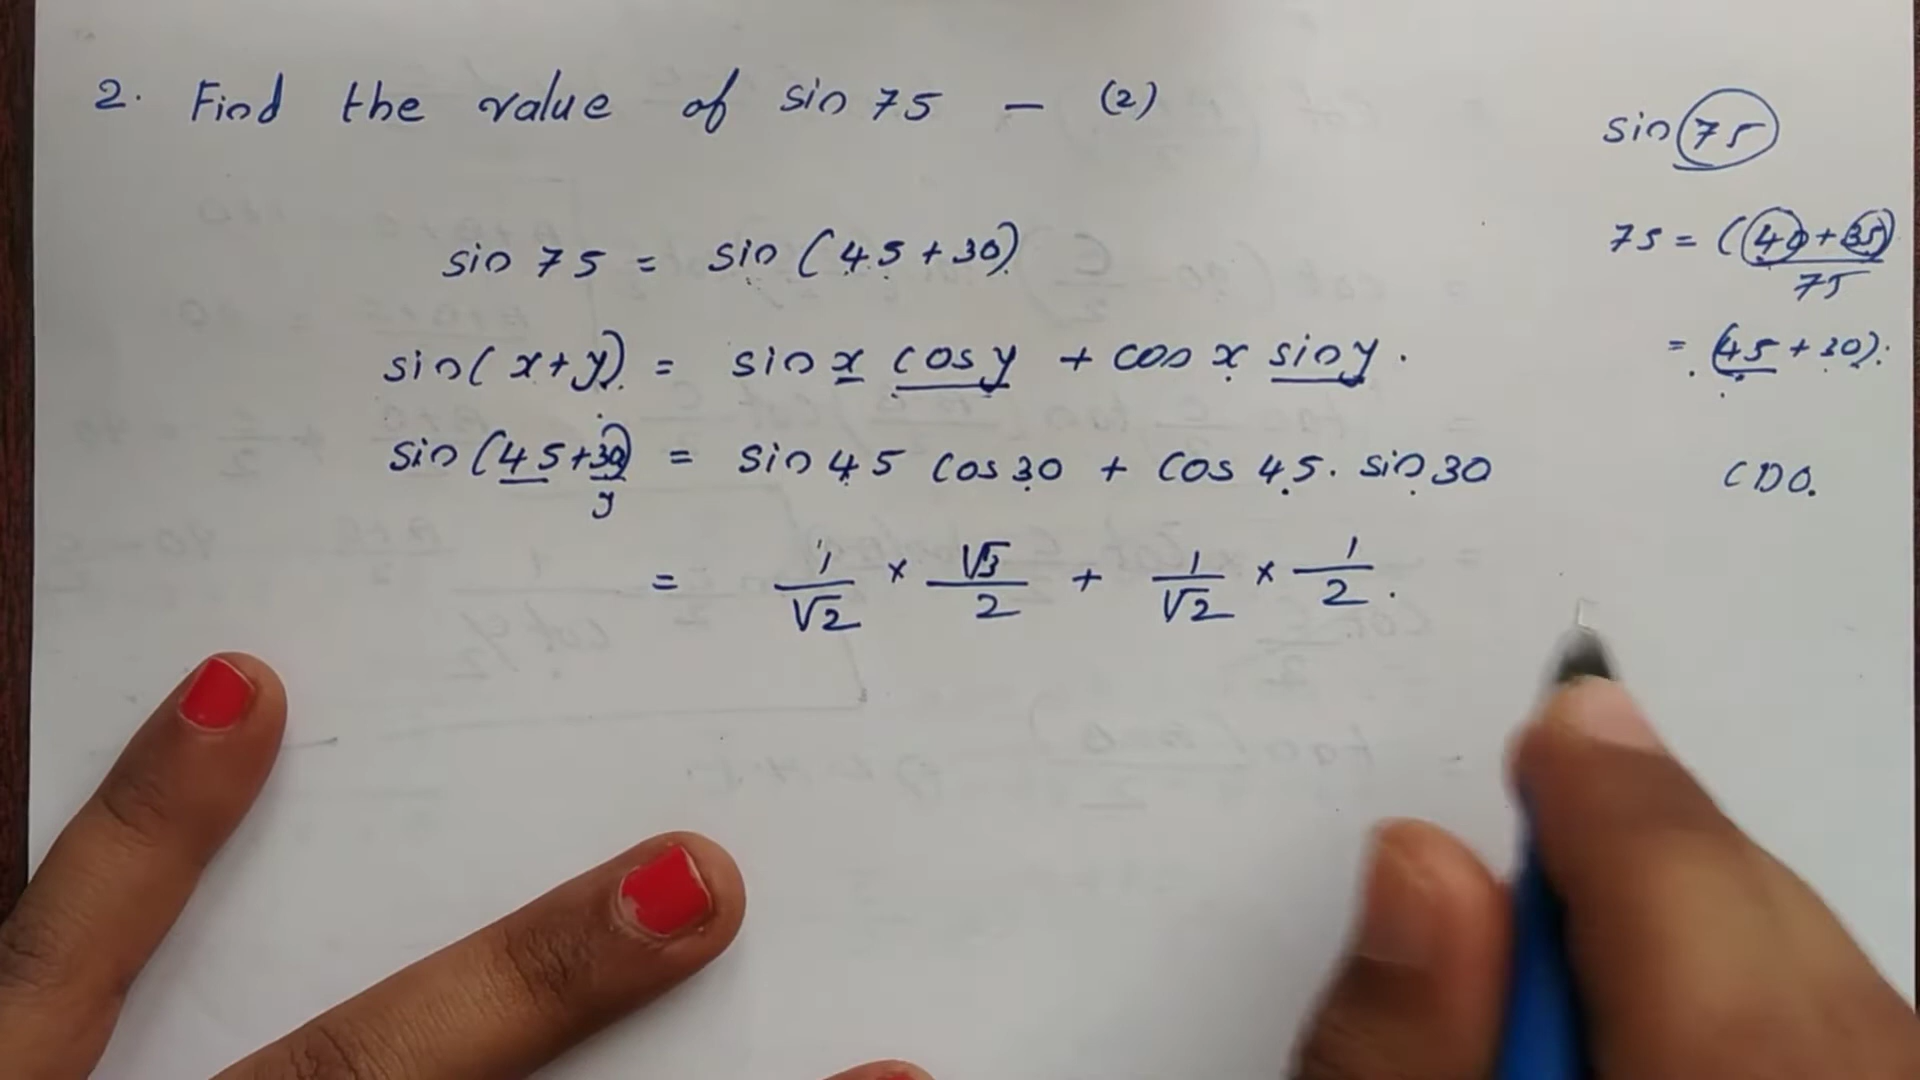 2. Find the value of sin 75 – (2)
sin 75 = sin (45+30)
sin(x+y) = sin x cos y + cos x sin y.
sin (45+30) = sin 45 cos 30 + cos 45. sin 30
y
= 1/√2 × √3/2 + 1/√2 × 1/2.
sin 75
75 = (40+35)
75
= (45+30).
CDO.